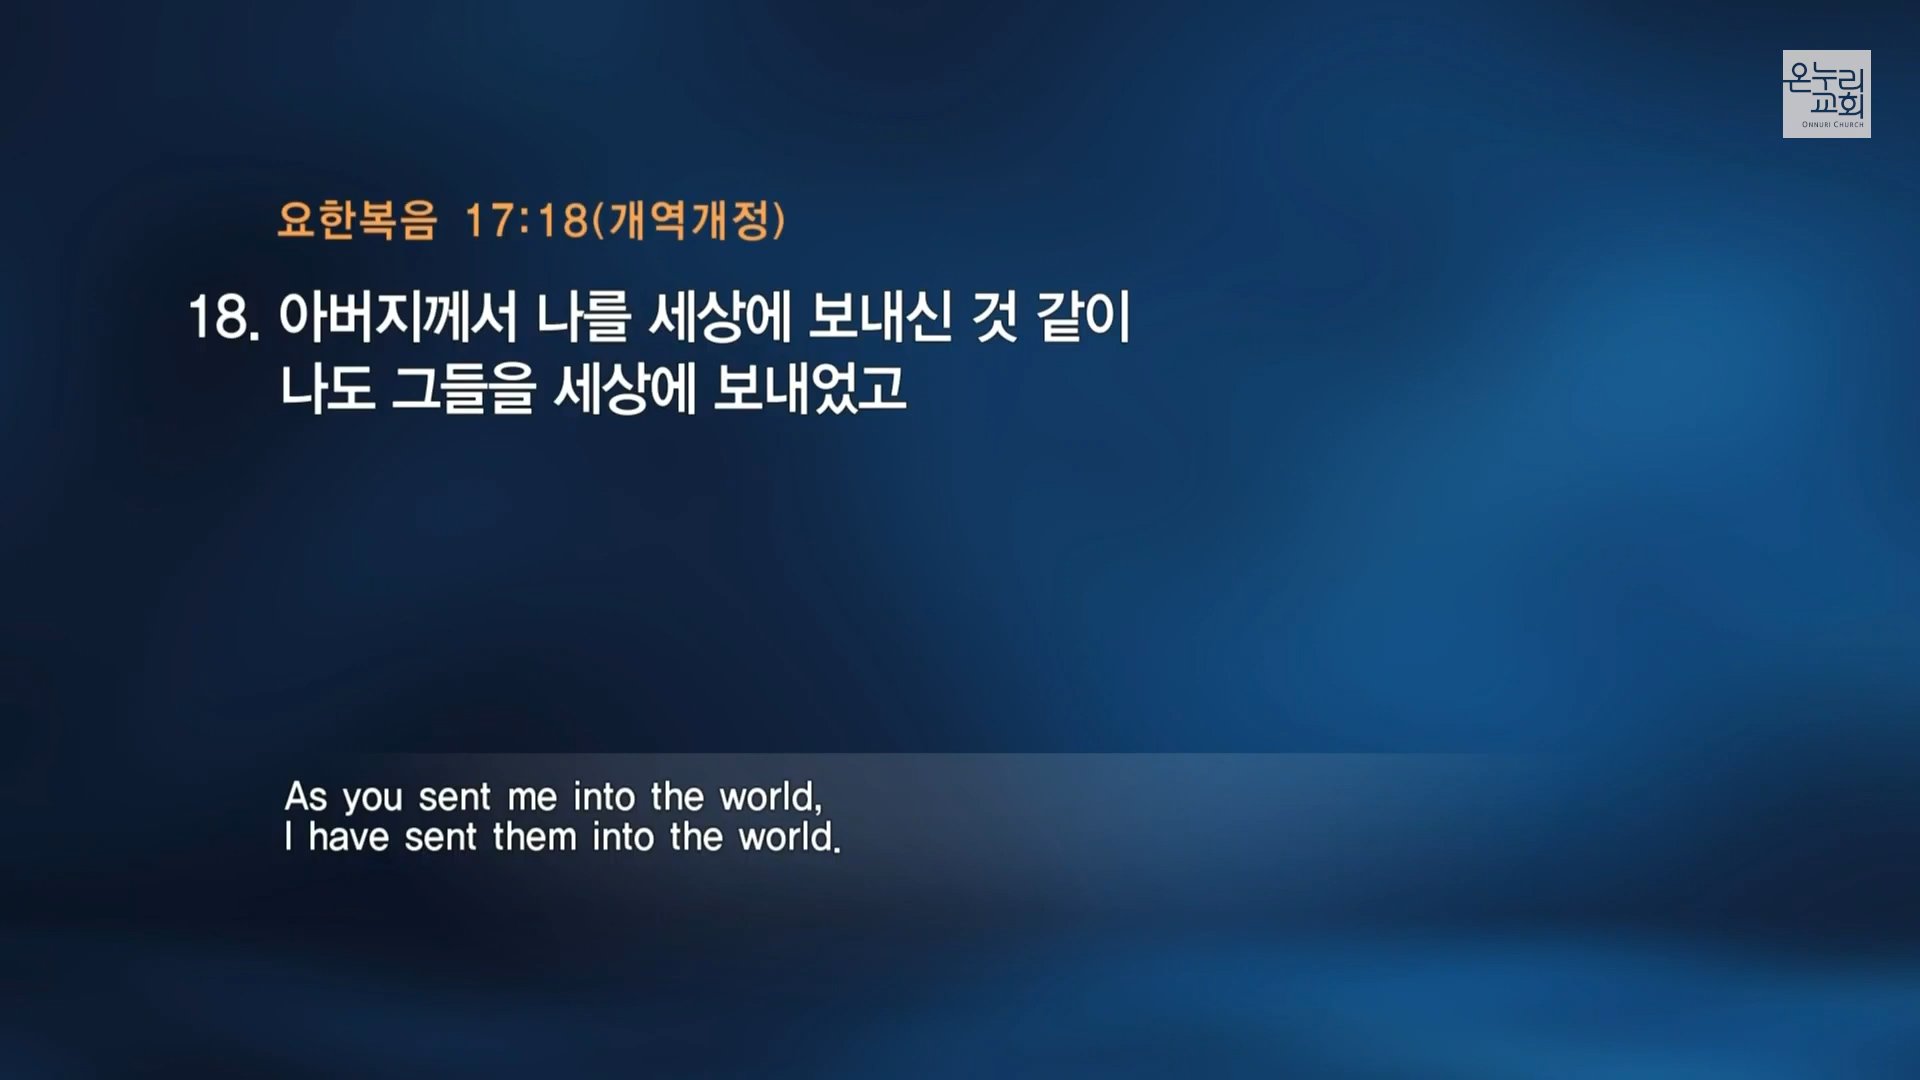 온누리
교회
ONNURI CHURCH
요한복음 17:18(개역개정)
18. 아버지께서 나를 세상에 보내신 것 같이
나도 그들을 세상에 보내었고
As you sent me into the world,
I have sent them into the world.